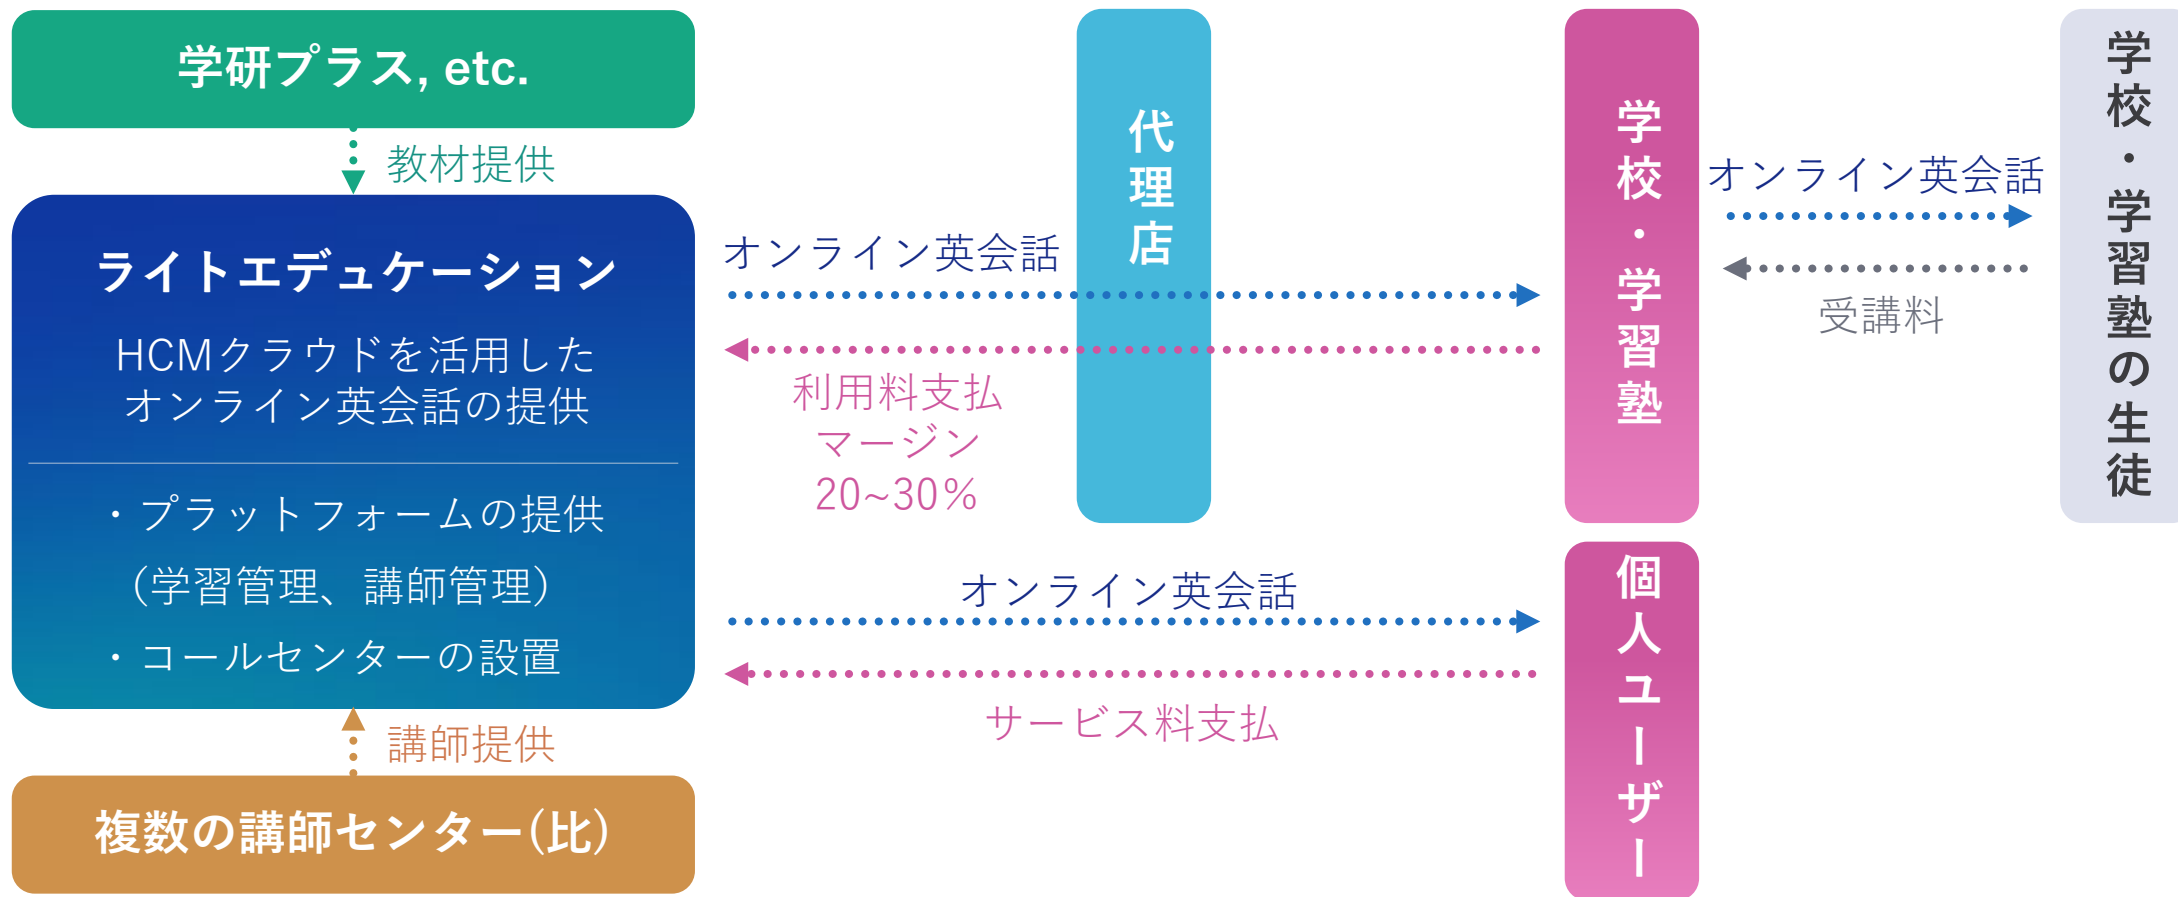 学研プラス, etc.
教材提供
ライトエデュケーション
HCMクラウドを活用した
オンライン英会話の提供
・プラットフォームの提供
（学習管理、講師管理）
・コールセンターの設置
講師提供
複数の講師センター(比)
オンライン英会話
利用料支払
マージン
20~30％
代理店
オンライン英会話
サービス料支払
学校・学習塾
個人ユーザー
オンライン英会話
受講料
学校・学習塾の生徒